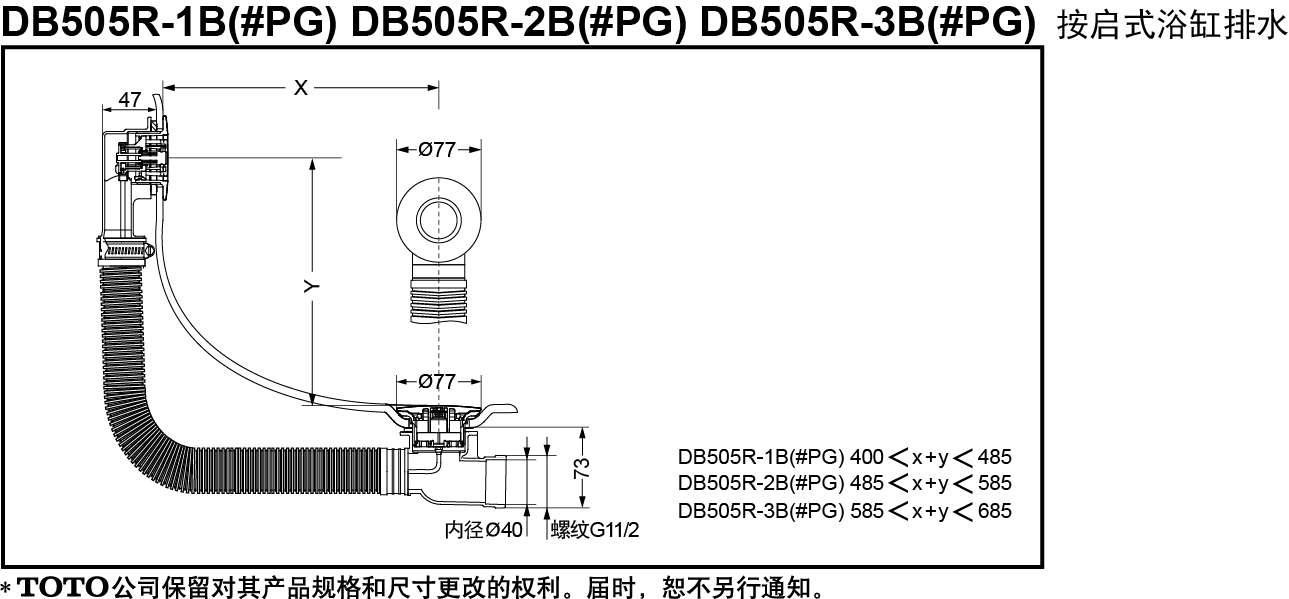 DB505R-1B(#PG) DB505R-2B(#PG) DB505R-3B(#PG) 按启式浴缸排水
X
47
Ø77
Y
Ø77
73
内径Ø40
螺纹G11/2
DB505R-1B(#PG) 400<x+y<485
DB505R-2B(#PG) 485<x+y<585
DB505R-3B(#PG) 585<x+y<685
* TOTO公司保留对其产品规格和尺寸更改的权利。届时，恕不另行通知。